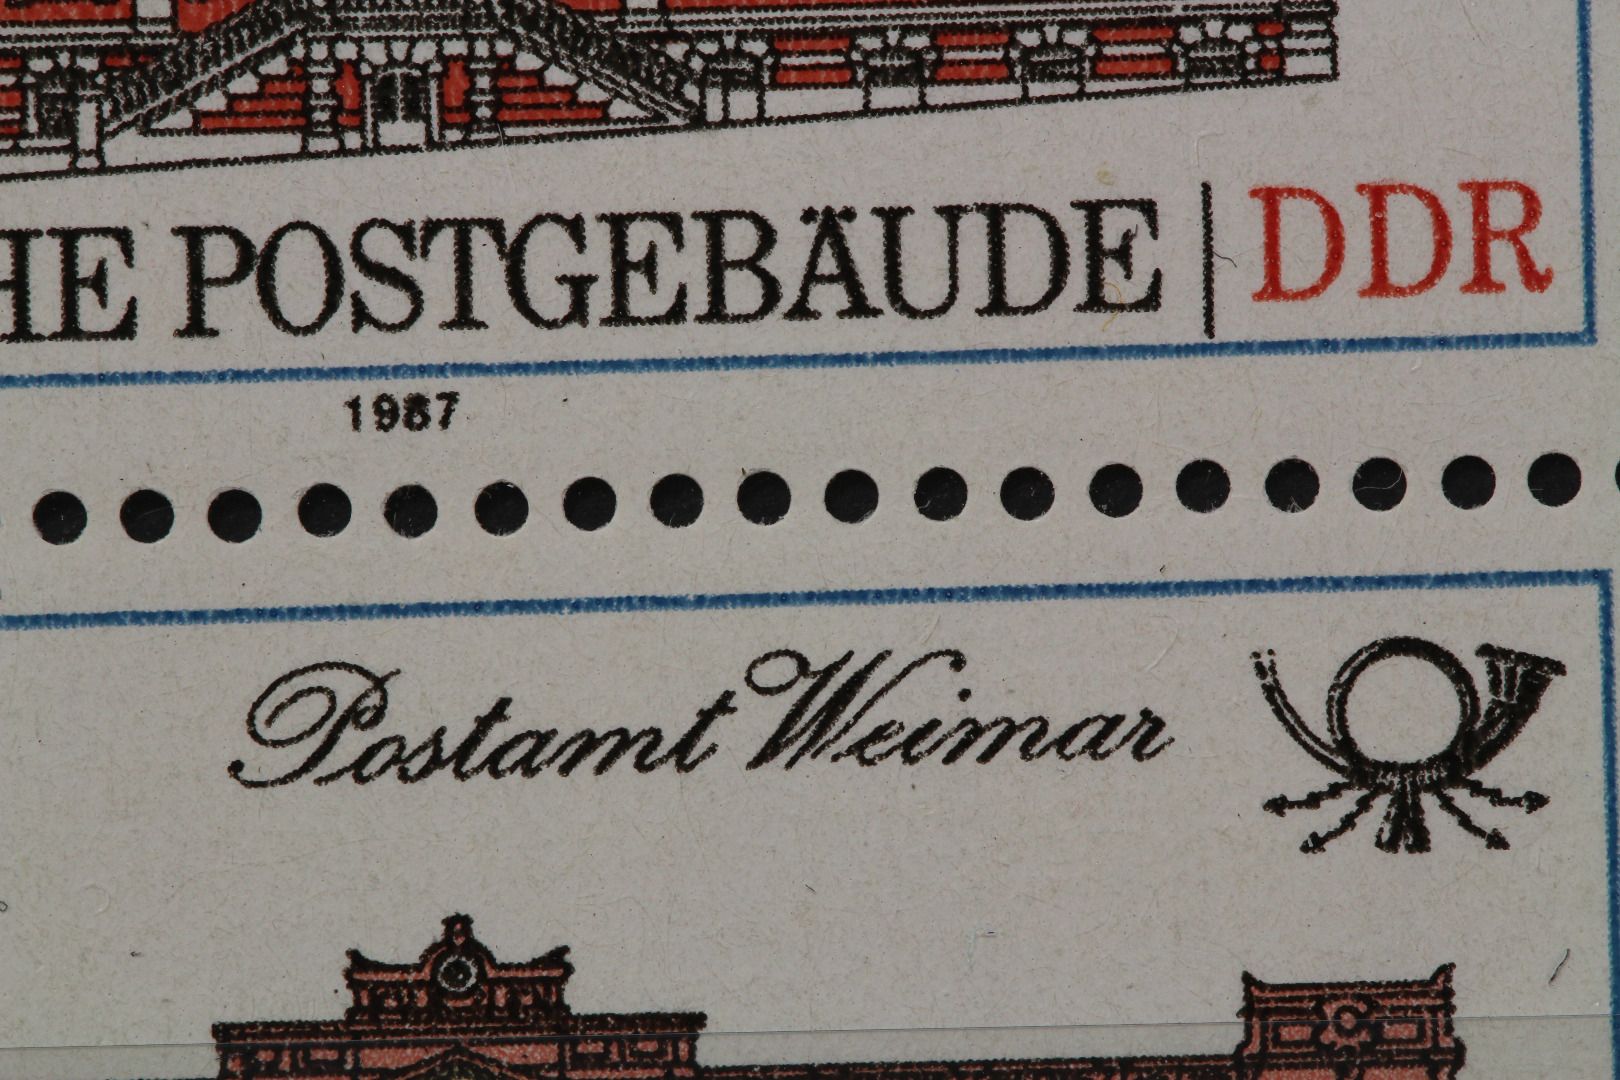 HE POSTGEBÄUDE | DDR
1987
Postamt Weimar